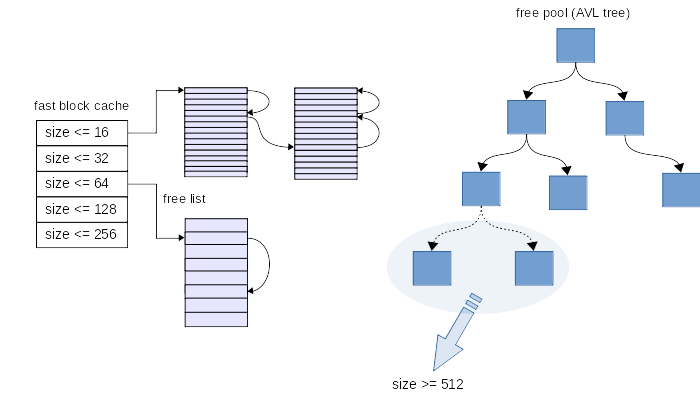 free pool (AVL tree)
fast block cache
size <= 16
size <= 32
size <= 64
size <= 128
size <= 256
free list
size >= 512